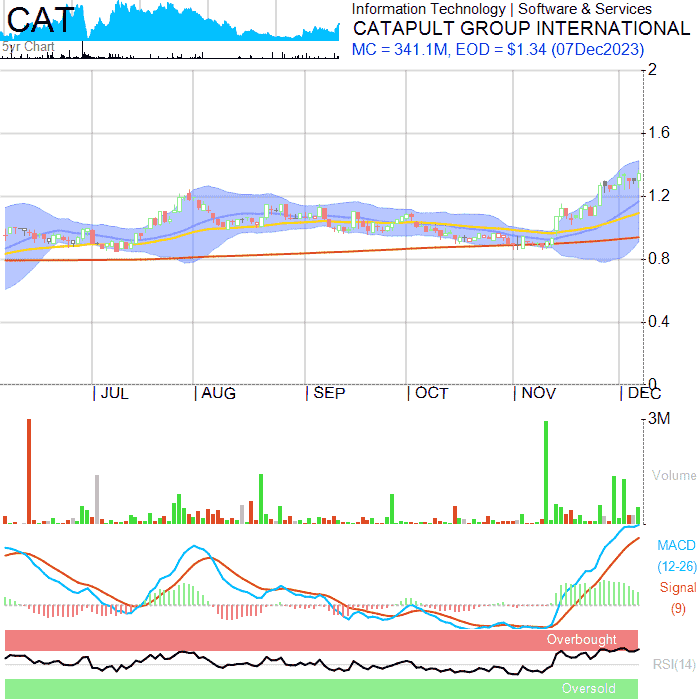 CAT
5yr Chart
Information Technology | Software & Services
CATAPULT GROUP INTERNATIONAL
MC = 341.1M, EOD = $1.34 (07Dec2023)
2
1.6
1.2
0.8
0.4
0
JUL AUG SEP OCT NOV DEC
3M
Volume
MACD
(12-26)
Signal
(9)
Overbought
RSI(14)
Oversold